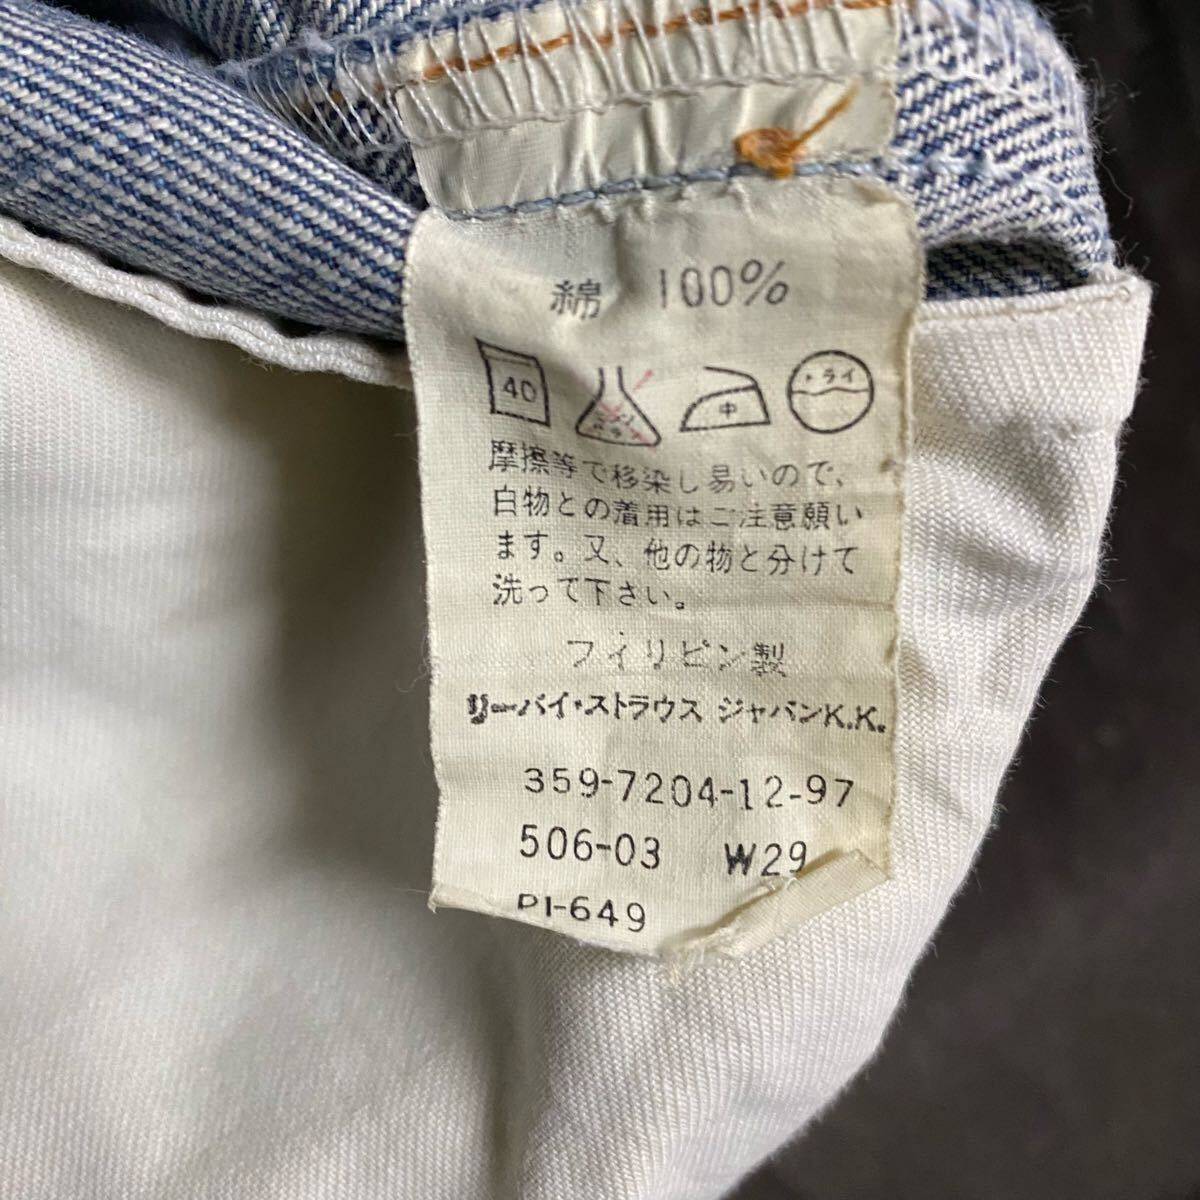 綿 100%
40
中
ドライ
摩擦等で移染し易いので、
白物との着用はご注意願い
ます。又、他の物と分けて
洗って下さい。
フィリピン製
リーバイ・ストラウス ジャパンK.K.
359-7204-12-97
506-03 W29
PI-649